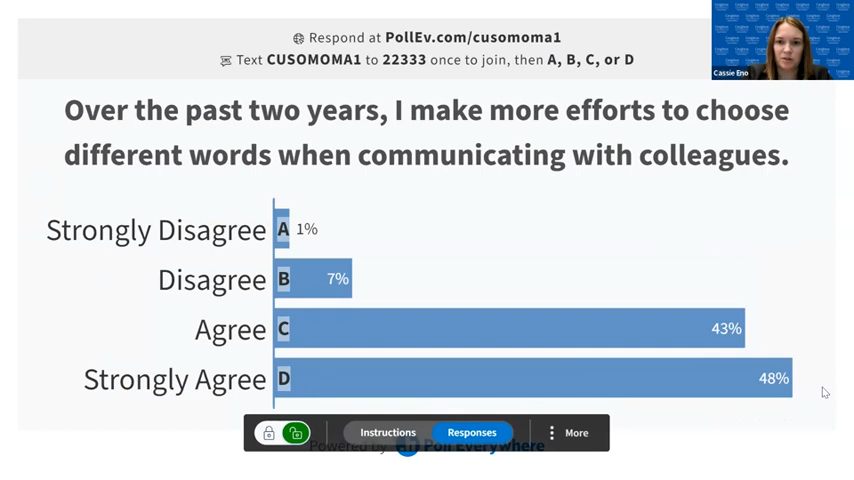 Respond at PollEv.com/cusomoma1
Text CUSOMOMA1 to 22333 once to join, then A, B, C, or D
Cassie Eno
Over the past two years, I make more efforts to choose
different words when communicating with colleagues.
Strongly Disagree A 1%
Disagree B 7%
Agree C 43%
Strongly Agree D 48%
Instructions Responses More
Powered by Poll Everywhere